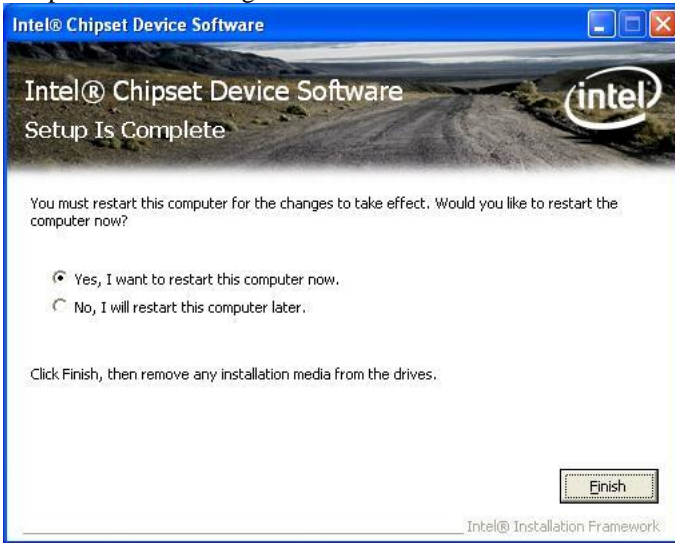 Intel® Chipset Device Software
Intel® Chipset Device Software
intel
Setup Is Complete
You must restart this computer for the changes to take effect. Would you like to restart the
computer now?
Yes, I want to restart this computer now.
No, I will restart this computer later.
Click Finish, then remove any installation media from the drives.
Finish
Intel® Installation Framework